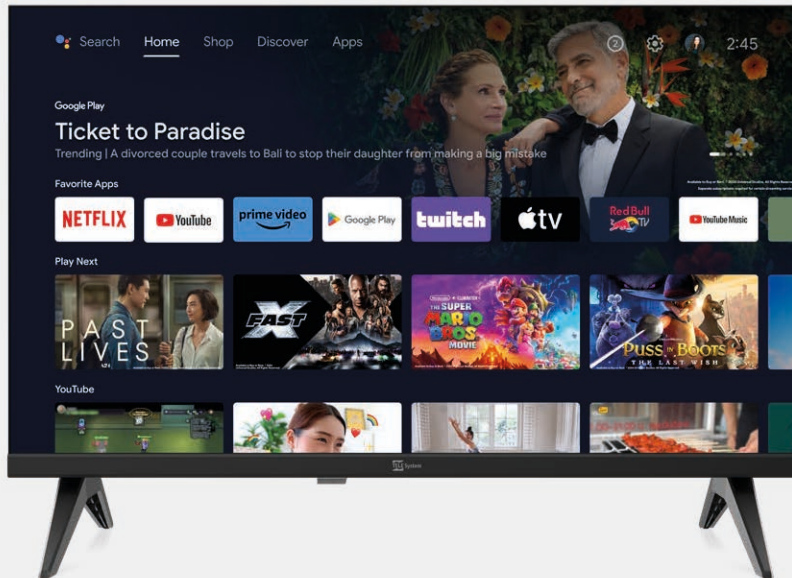 Search Home Shop Discover Apps 2 2:45
Google Play
Ticket to Paradise
Trending | A divorced couple travels to Bali to stop their daughter from making a big mistake
Favorite Apps
NETFLIX YouTube prime video Google Play twitch tv Red Bull TV YouTube Music
Play Next
PAST LIVES
FAST X
THE SUPER MARIO BROS. MOVIE
PUSS IN BOOTS
THE LAST WISH
YouTube
TELE System